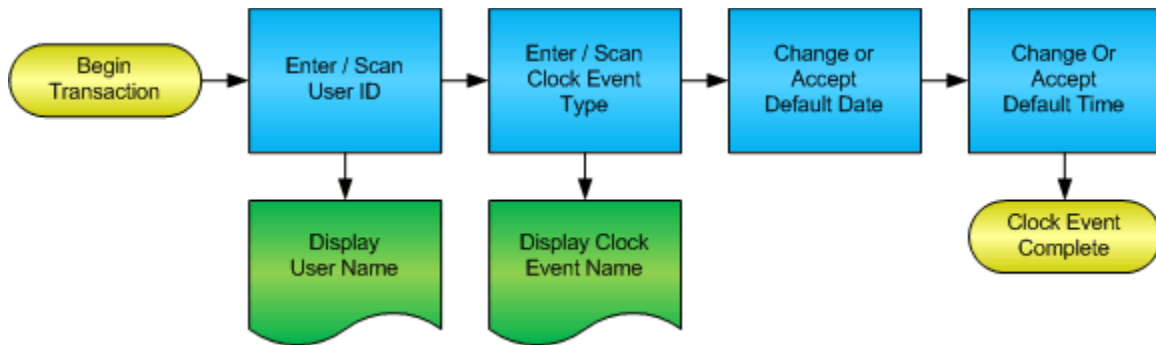 Begin
Transaction
Enter / Scan
User ID
Enter / Scan
Clock Event
Type
Change or
Accept
Default Date
Change Or
Accept
Default Time
Display
User Name
Display Clock
Event Name
Clock Event
Complete